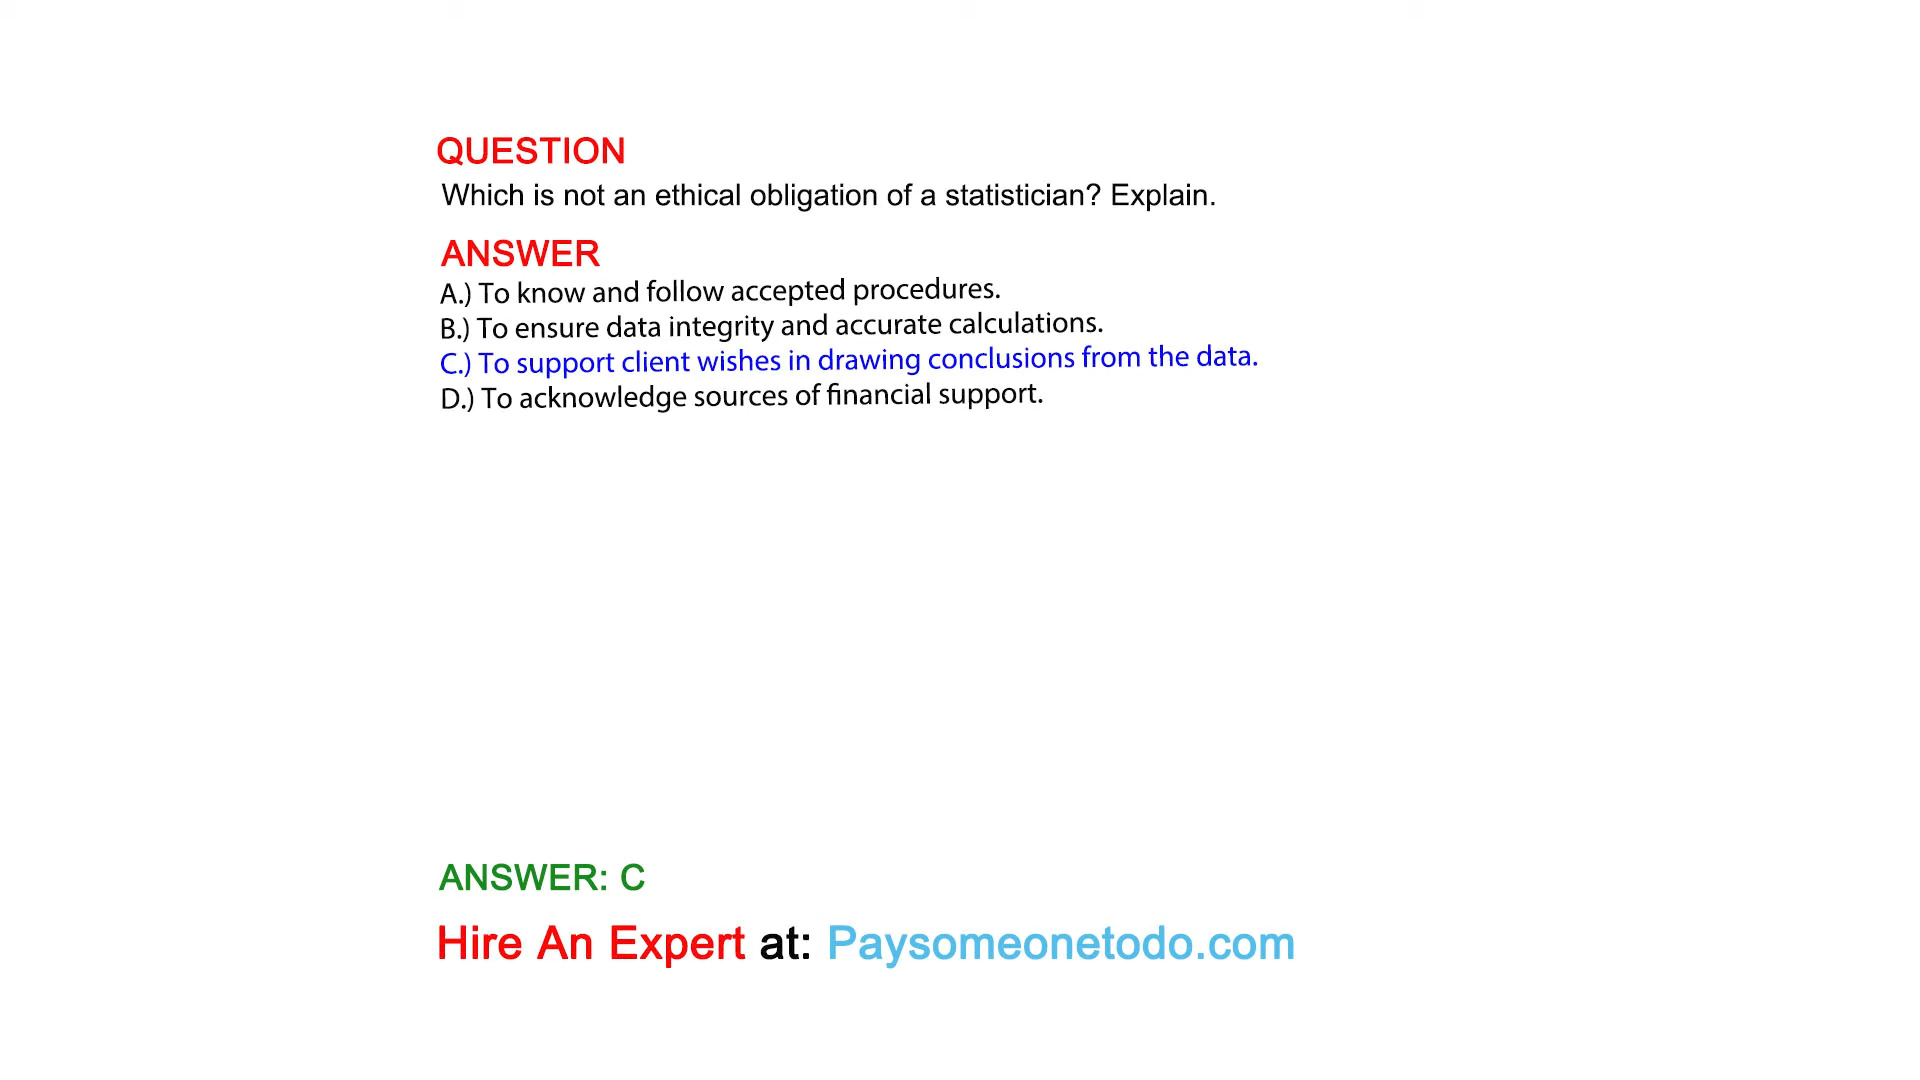 QUESTION
Which is not an ethical obligation of a statistician? Explain.
ANSWER
A.) To know and follow accepted procedures.
B.) To ensure data integrity and accurate calculations.
C.) To support client wishes in drawing conclusions from the data.
D.) To acknowledge sources of financial support.
ANSWER: C
Hire An Expert at: Paysomeonetodo.com